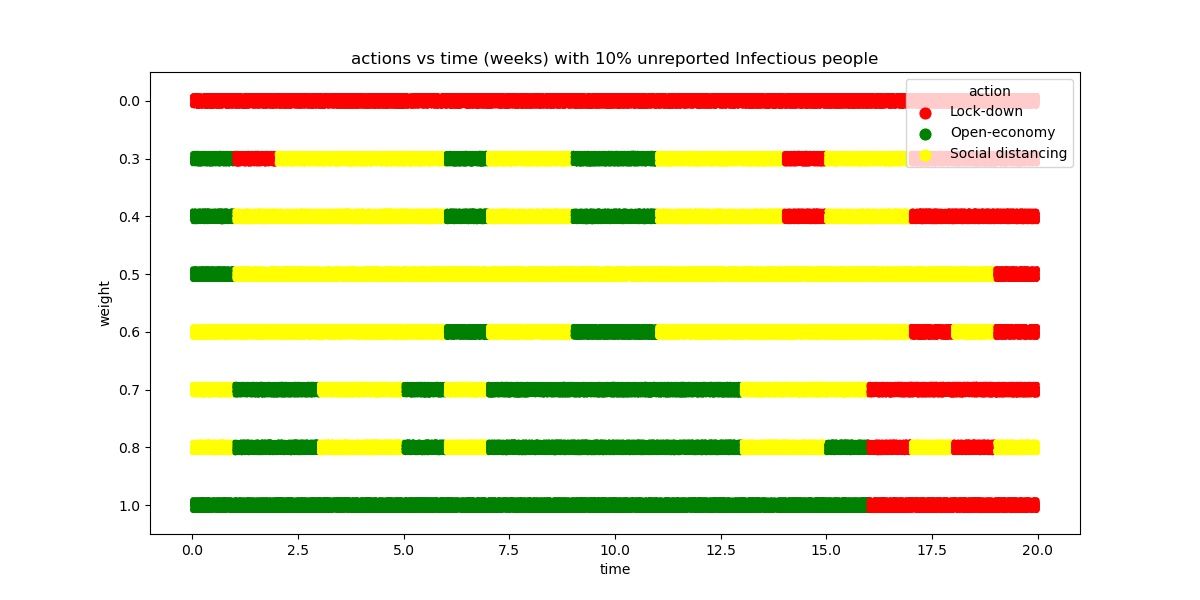 actions vs time (weeks) with 10% unreported Infectious people
action
Lock-down
Open-economy
Social distancing
weight
0.0
0.3
0.4
0.5
0.6
0.7
0.8
1.0
0.0 2.5 5.0 7.5 10.0 12.5 15.0 17.5 20.0
time